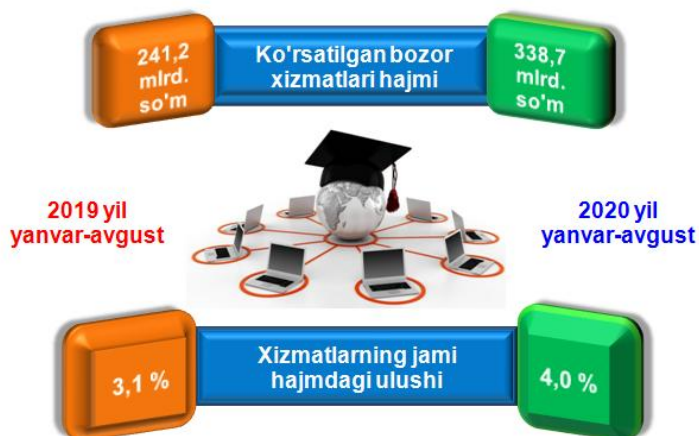 241,2
mlrd.
so'm
Ko'rsatilgan bozor
xizmatlari hajmi
338,7
mlrd.
so'm
2019 yil
yanvar-avgust
2020 yil
yanvar-avgust
3,1 %
Xizmatlarning jami
hajmdagi ulushi
4,0 %